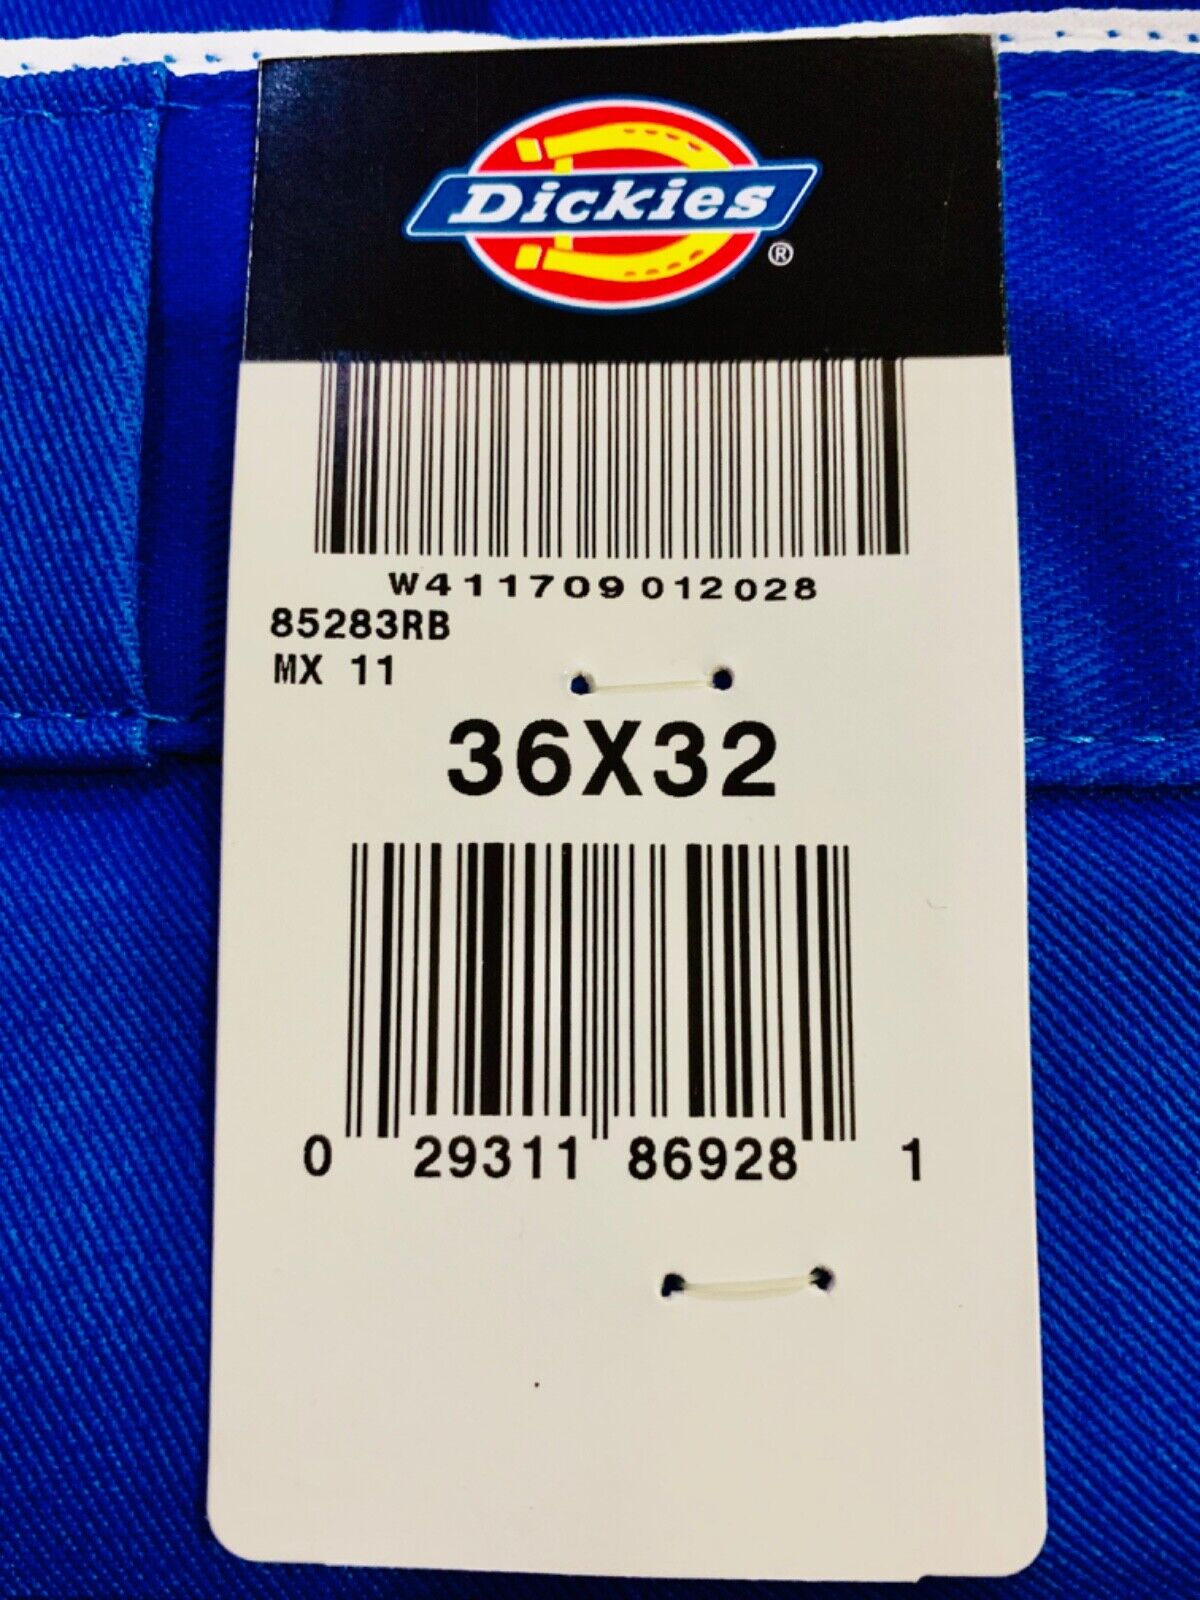 Dickies®
W411709 012028
85283RB
MX 11
36X32
0 29311 86928 1